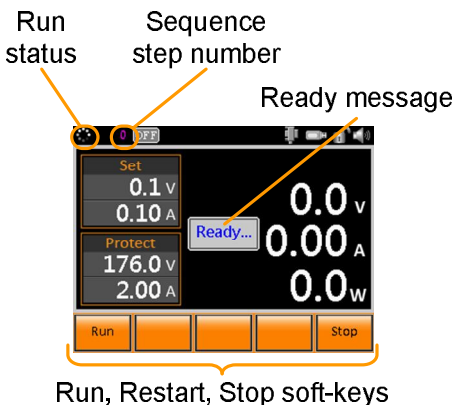 Run
status
Sequence
step number
Ready message
0 OFF
Set
0.1 V
0.10 A
Protect
176.0 V
2.00 A
Ready...
0.0 V
0.00 A
0.0 W
Run
Stop
Run, Restart, Stop soft-keys